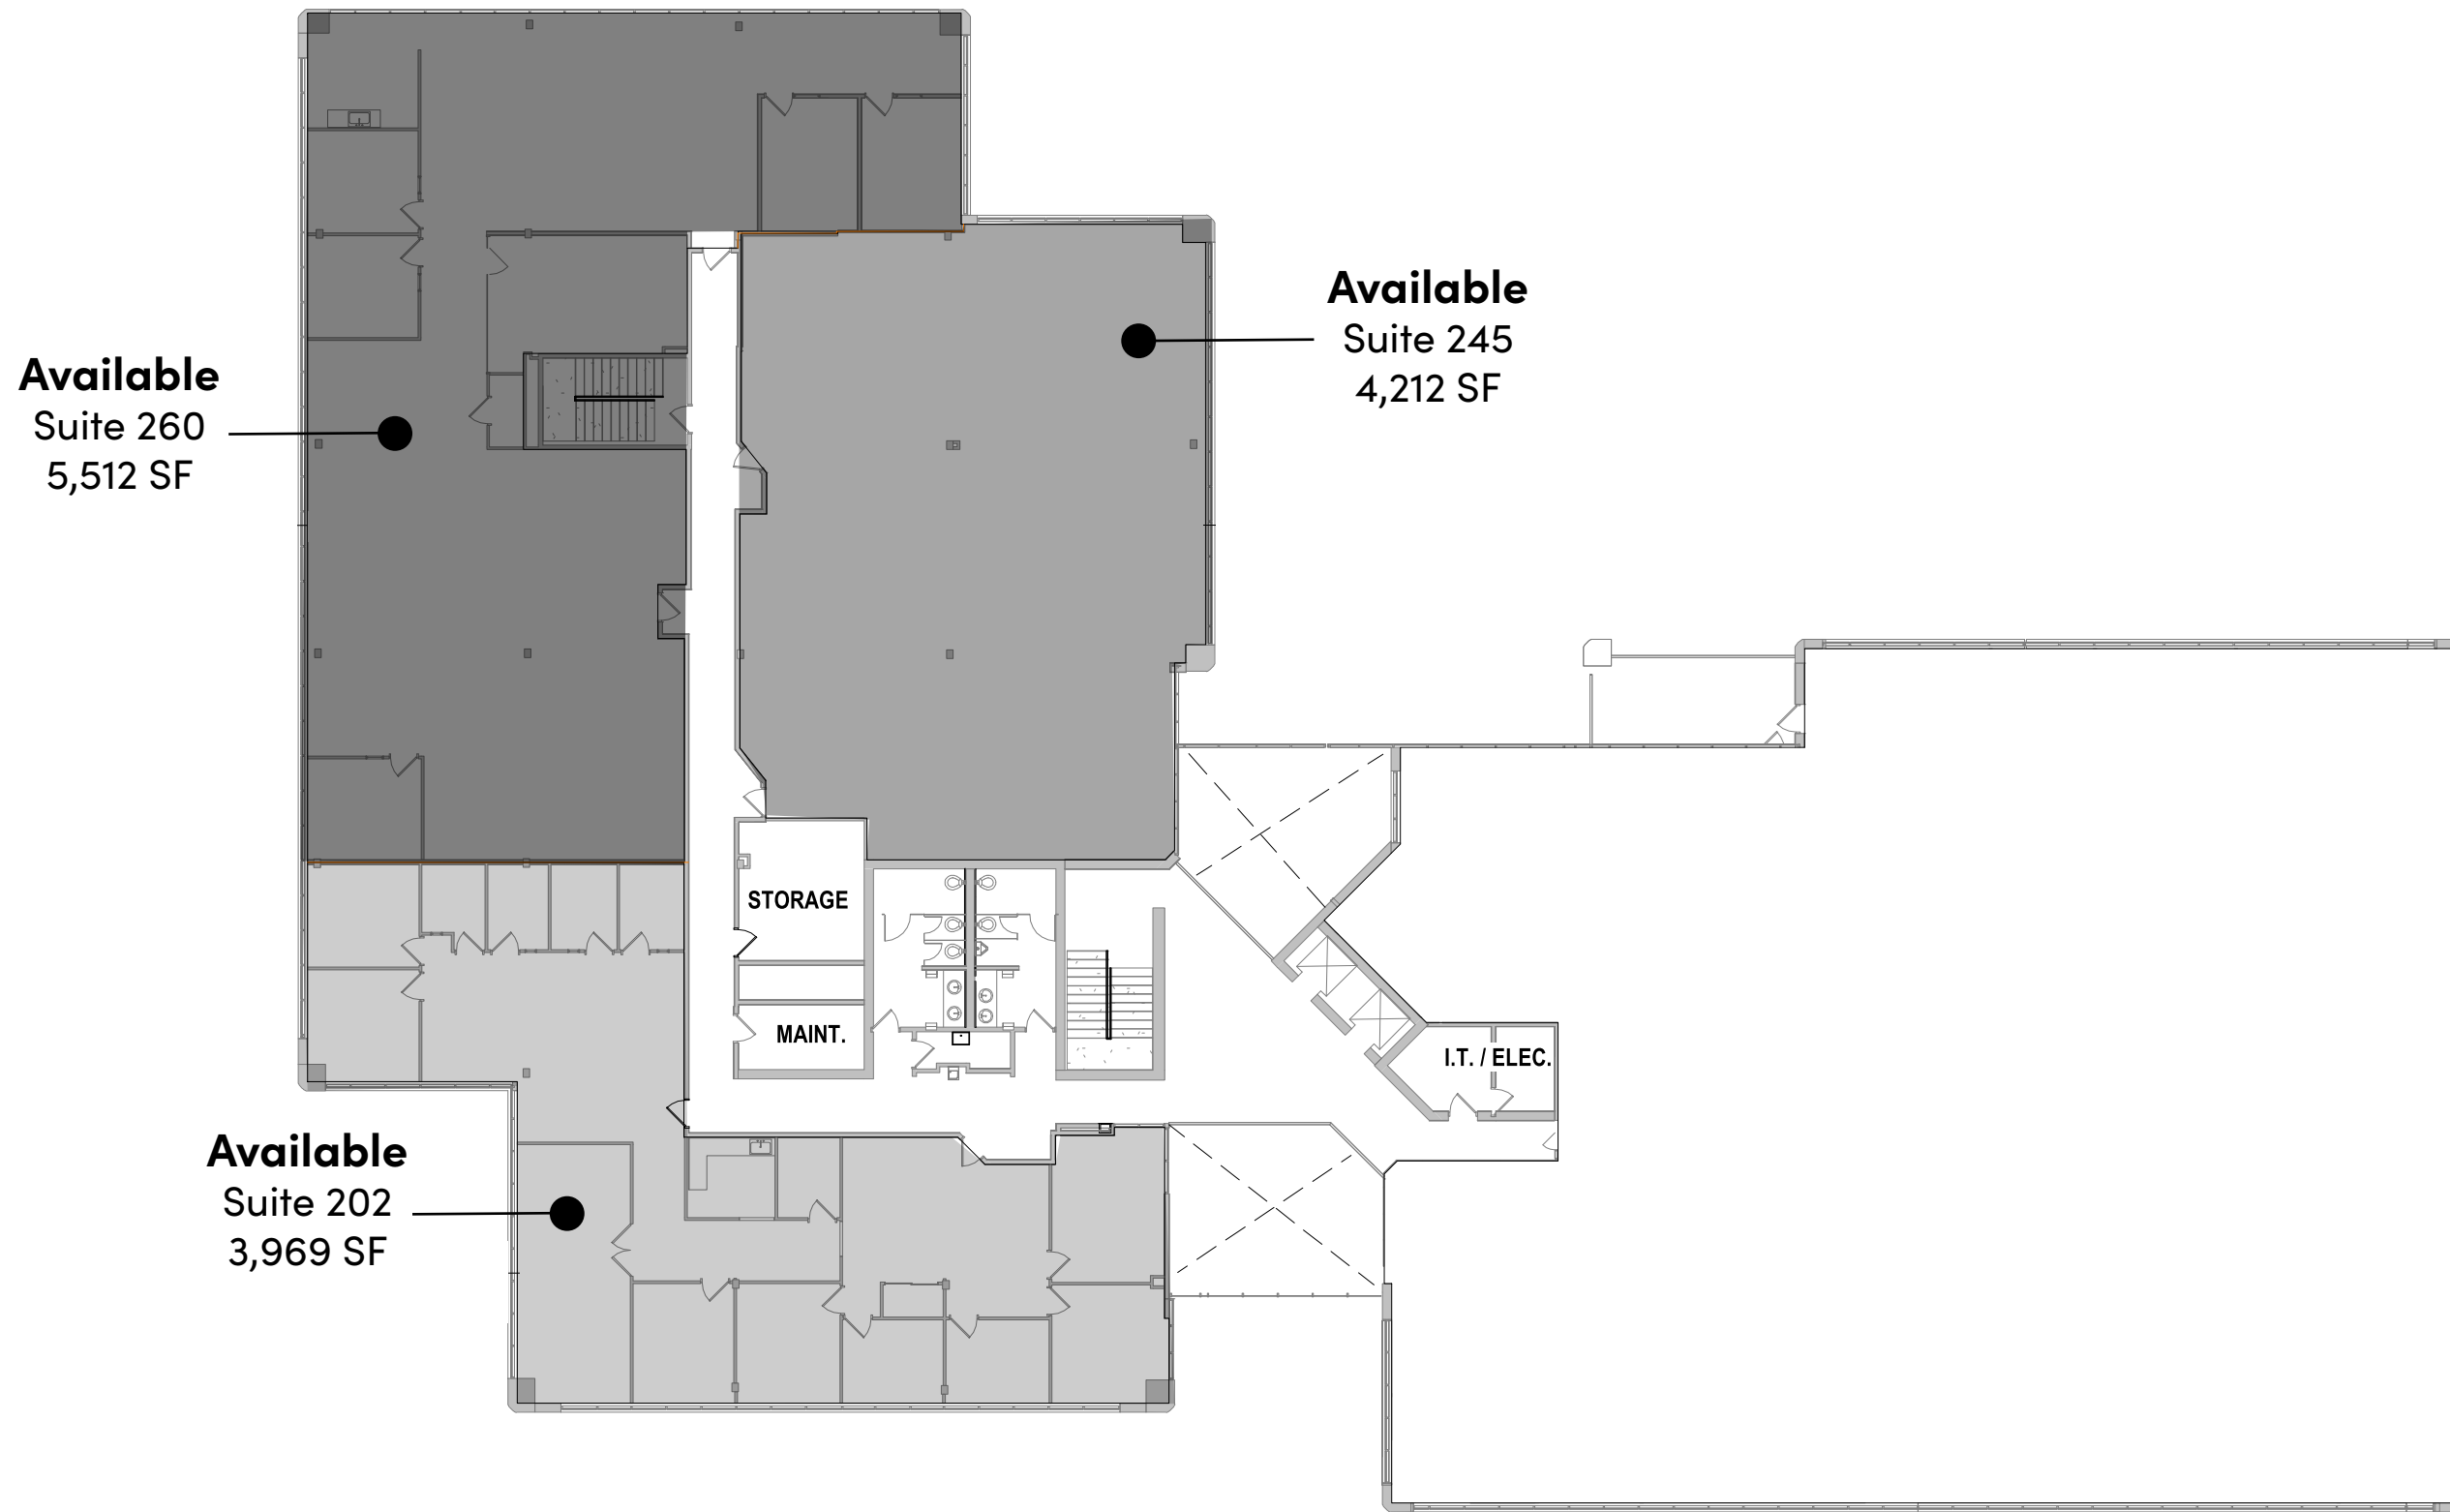 Available
Suite 245
4,212 SF
Available
Suite 260
5,512 SF
STORAGE
MAINT.
I.T. / ELEC.
Available
Suite 202
3,969 SF